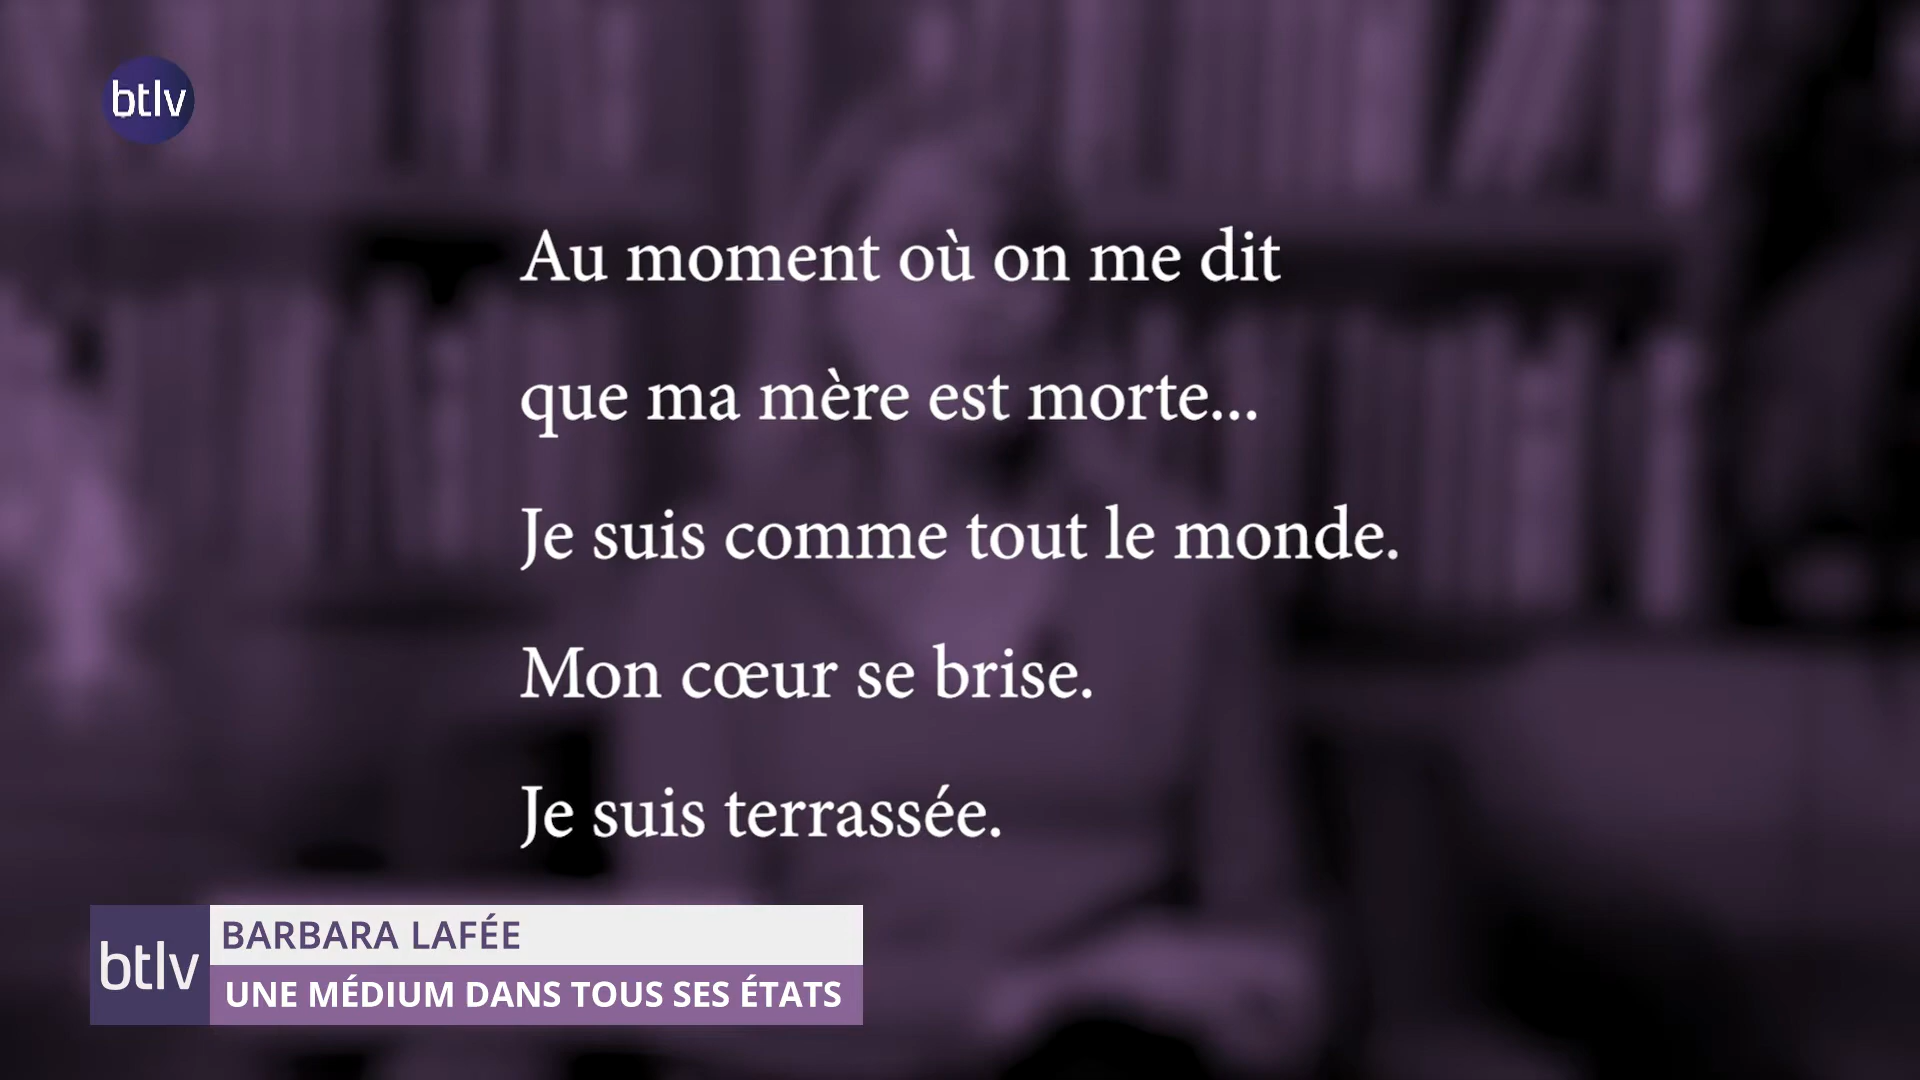 btlv
Au moment où on me dit
que ma mère est morte...
Je suis comme tout le monde.
Mon cœur se brise.
Je suis terrassée.
btlv
BARBARA LAFÉE
UNE MÉDIUM DANS TOUS SES ÉTATS